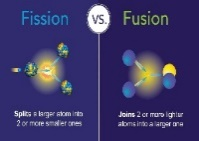 Fission VS. Fusion
Splits a larger atom into
2 or more smaller ones
Joins 2 or more lighter
atoms into a larger one